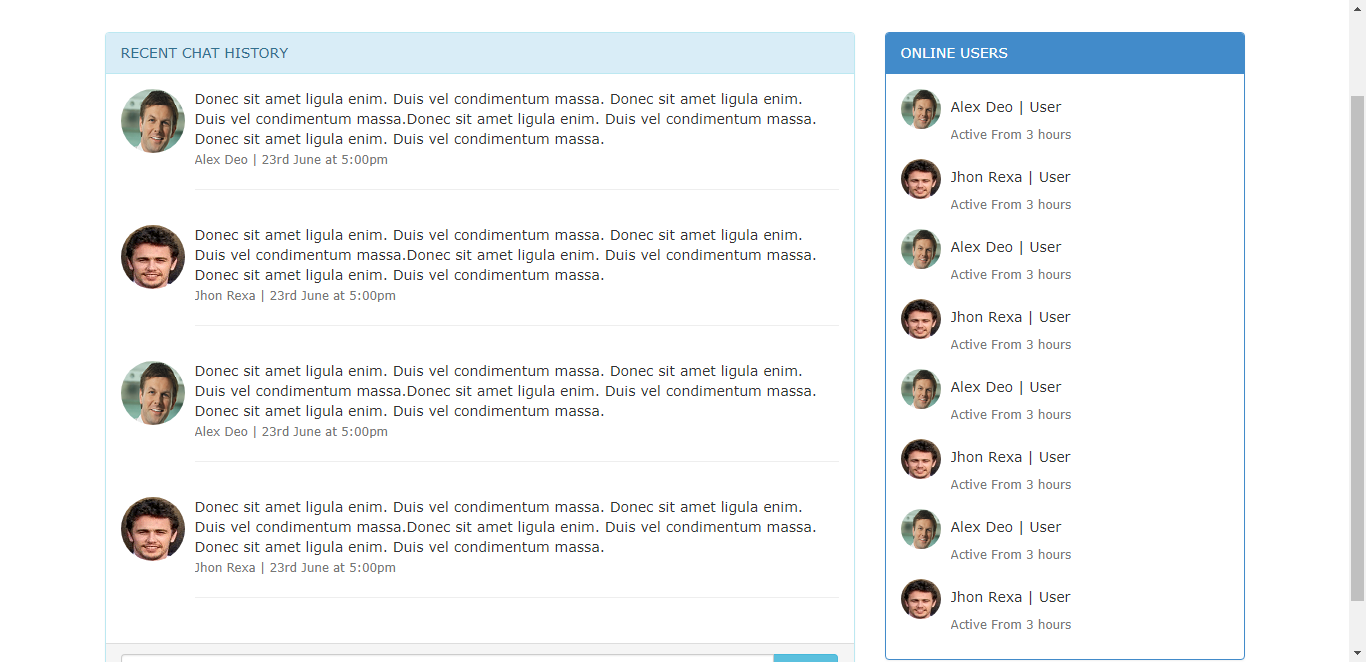 RECENT CHAT HISTORY
Donec sit amet ligula enim. Duis vel condimentum massa. Donec sit amet ligula enim.
Duis vel condimentum massa.Donec sit amet ligula enim. Duis vel condimentum massa.
Donec sit amet ligula enim. Duis vel condimentum massa.
Alex Deo | 23rd June at 5:00pm
Donec sit amet ligula enim. Duis vel condimentum massa. Donec sit amet ligula enim.
Duis vel condimentum massa.Donec sit amet ligula enim. Duis vel condimentum massa.
Donec sit amet ligula enim. Duis vel condimentum massa.
Jhon Rexa | 23rd June at 5:00pm
Donec sit amet ligula enim. Duis vel condimentum massa. Donec sit amet ligula enim.
Duis vel condimentum massa.Donec sit amet ligula enim. Duis vel condimentum massa.
Donec sit amet ligula enim. Duis vel condimentum massa.
Alex Deo | 23rd June at 5:00pm
Donec sit amet ligula enim. Duis vel condimentum massa. Donec sit amet ligula enim.
Duis vel condimentum massa.Donec sit amet ligula enim. Duis vel condimentum massa.
Donec sit amet ligula enim. Duis vel condimentum massa.
Jhon Rexa | 23rd June at 5:00pm
ONLINE USERS
Alex Deo | User
Active From 3 hours
Jhon Rexa | User
Active From 3 hours
Alex Deo | User
Active From 3 hours
Jhon Rexa | User
Active From 3 hours
Alex Deo | User
Active From 3 hours
Jhon Rexa | User
Active From 3 hours
Alex Deo | User
Active From 3 hours
Jhon Rexa | User
Active From 3 hours